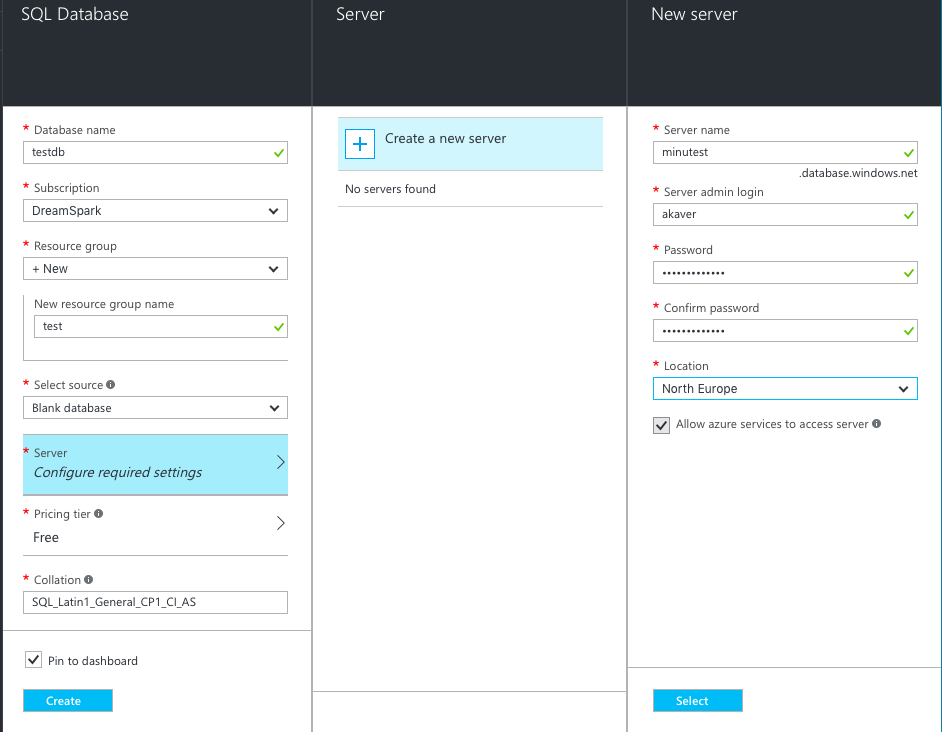 SQL Database
* Database name
testdb
* Subscription
DreamSpark
* Resource group
+ New
New resource group name
test
* Select source
Blank database
* Server
Configure required settings
* Pricing tier
Free
* Collation
SQL_Latin1_General_CP1_CI_AS
Pin to dashboard
Create
Server
Create a new server
No servers found
New server
* Server name
minutest
.database.windows.net
* Server admin login
akaver
* Password
•••••••••••••
* Confirm password
•••••••••••••
* Location
North Europe
Allow azure services to access server
Select